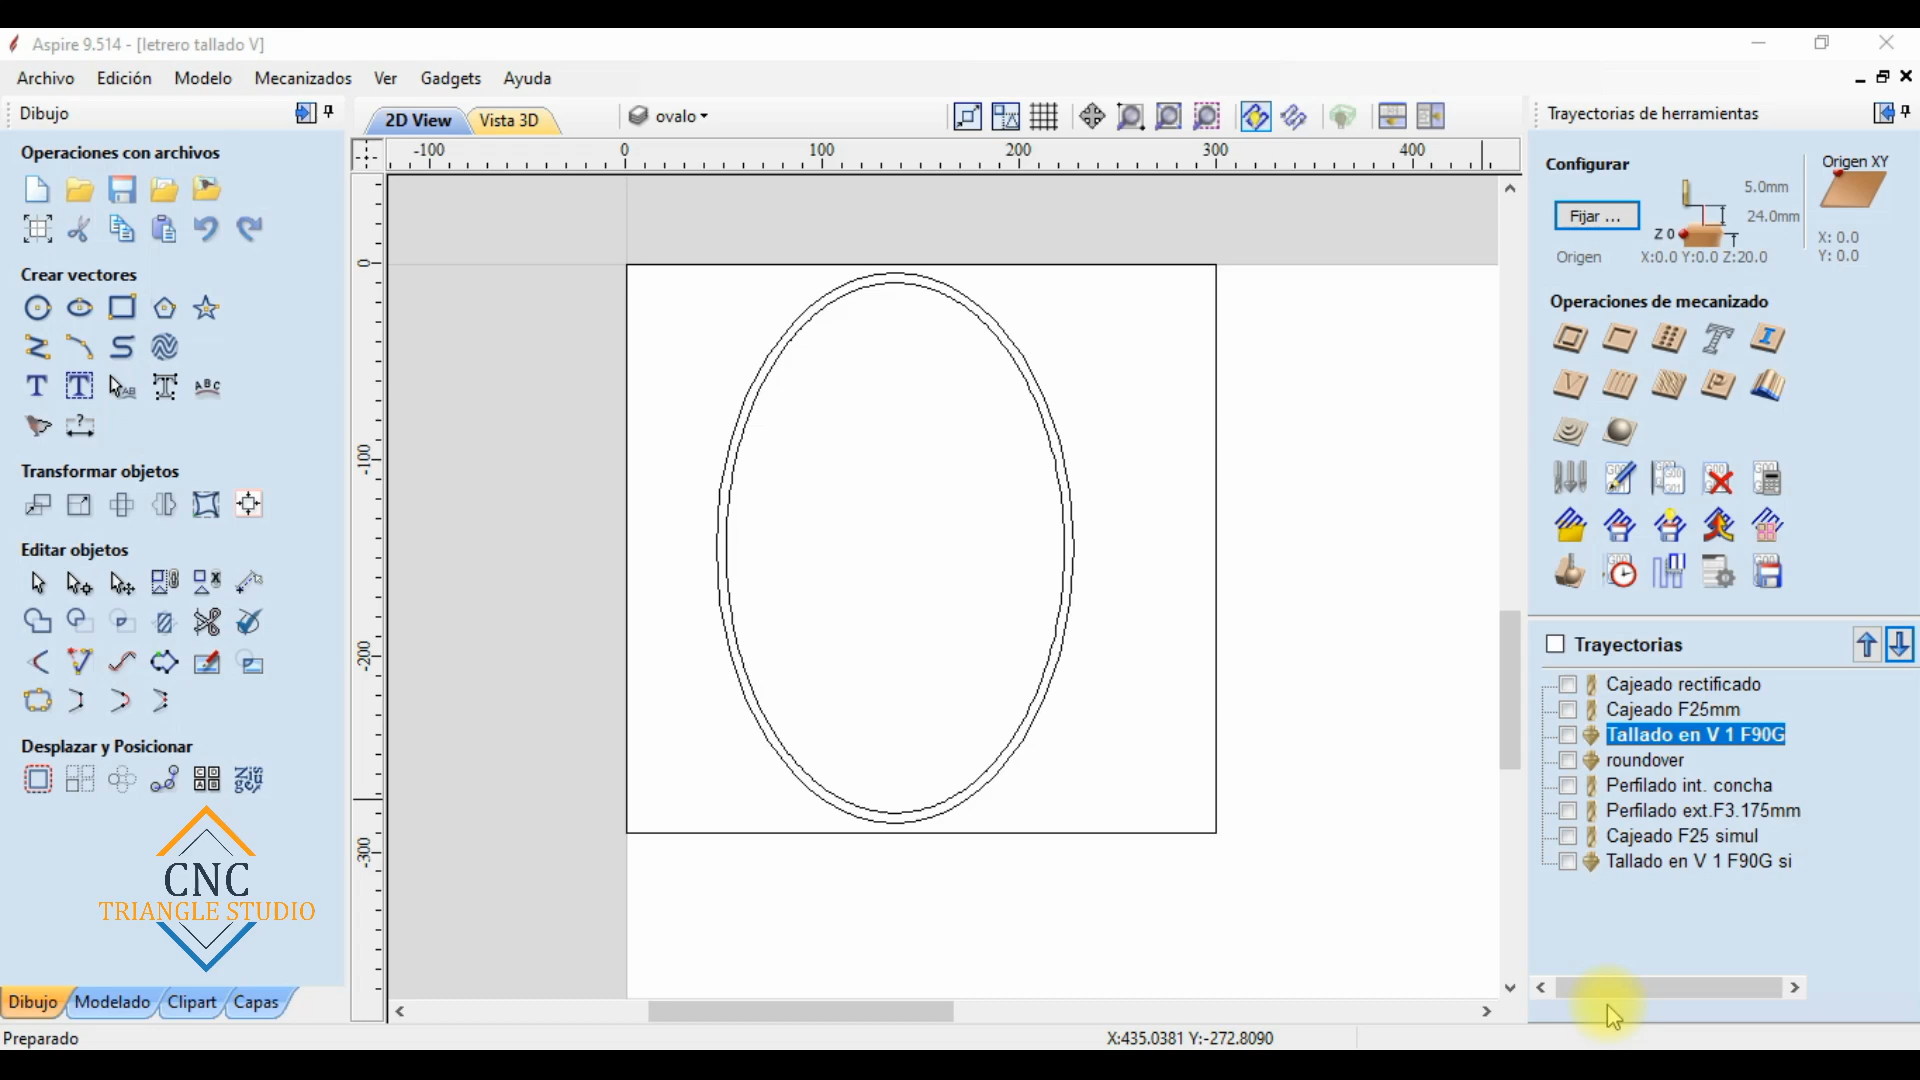 Aspire 9.514 - [letrero tallado V]
Archivo Edición Modelo Mecanizados Ver Gadgets Ayuda
Dibujo
Operaciones con archivos
Crear vectores
Transformar objetos
Editar objetos
Desplazar y Posicionar
CNC
TRIANGLE STUDIO
Dibujo Modelado Clipart Capas
Preparado
2D View Vista 3D ovalo
-100 0 100 200 300 400
0
-100
-200
-300
X:435.0381 Y:-272.8090
Trayectorias de herramientas
Configurar
Origen XY
Fijar ...
5.0mm
24.0mm
Z 0
X: 0.0
Y: 0.0
Origen X:0.0 Y:0.0 Z:20.0
Operaciones de mecanizado
Trayectorias
Cajeado rectificado
Cajeado F25mm
Tallado en V 1 F90G
roundover
Perfilado int. concha
Perfilado ext.F3.175mm
Cajeado F25 simul
Tallado en V 1 F90G si